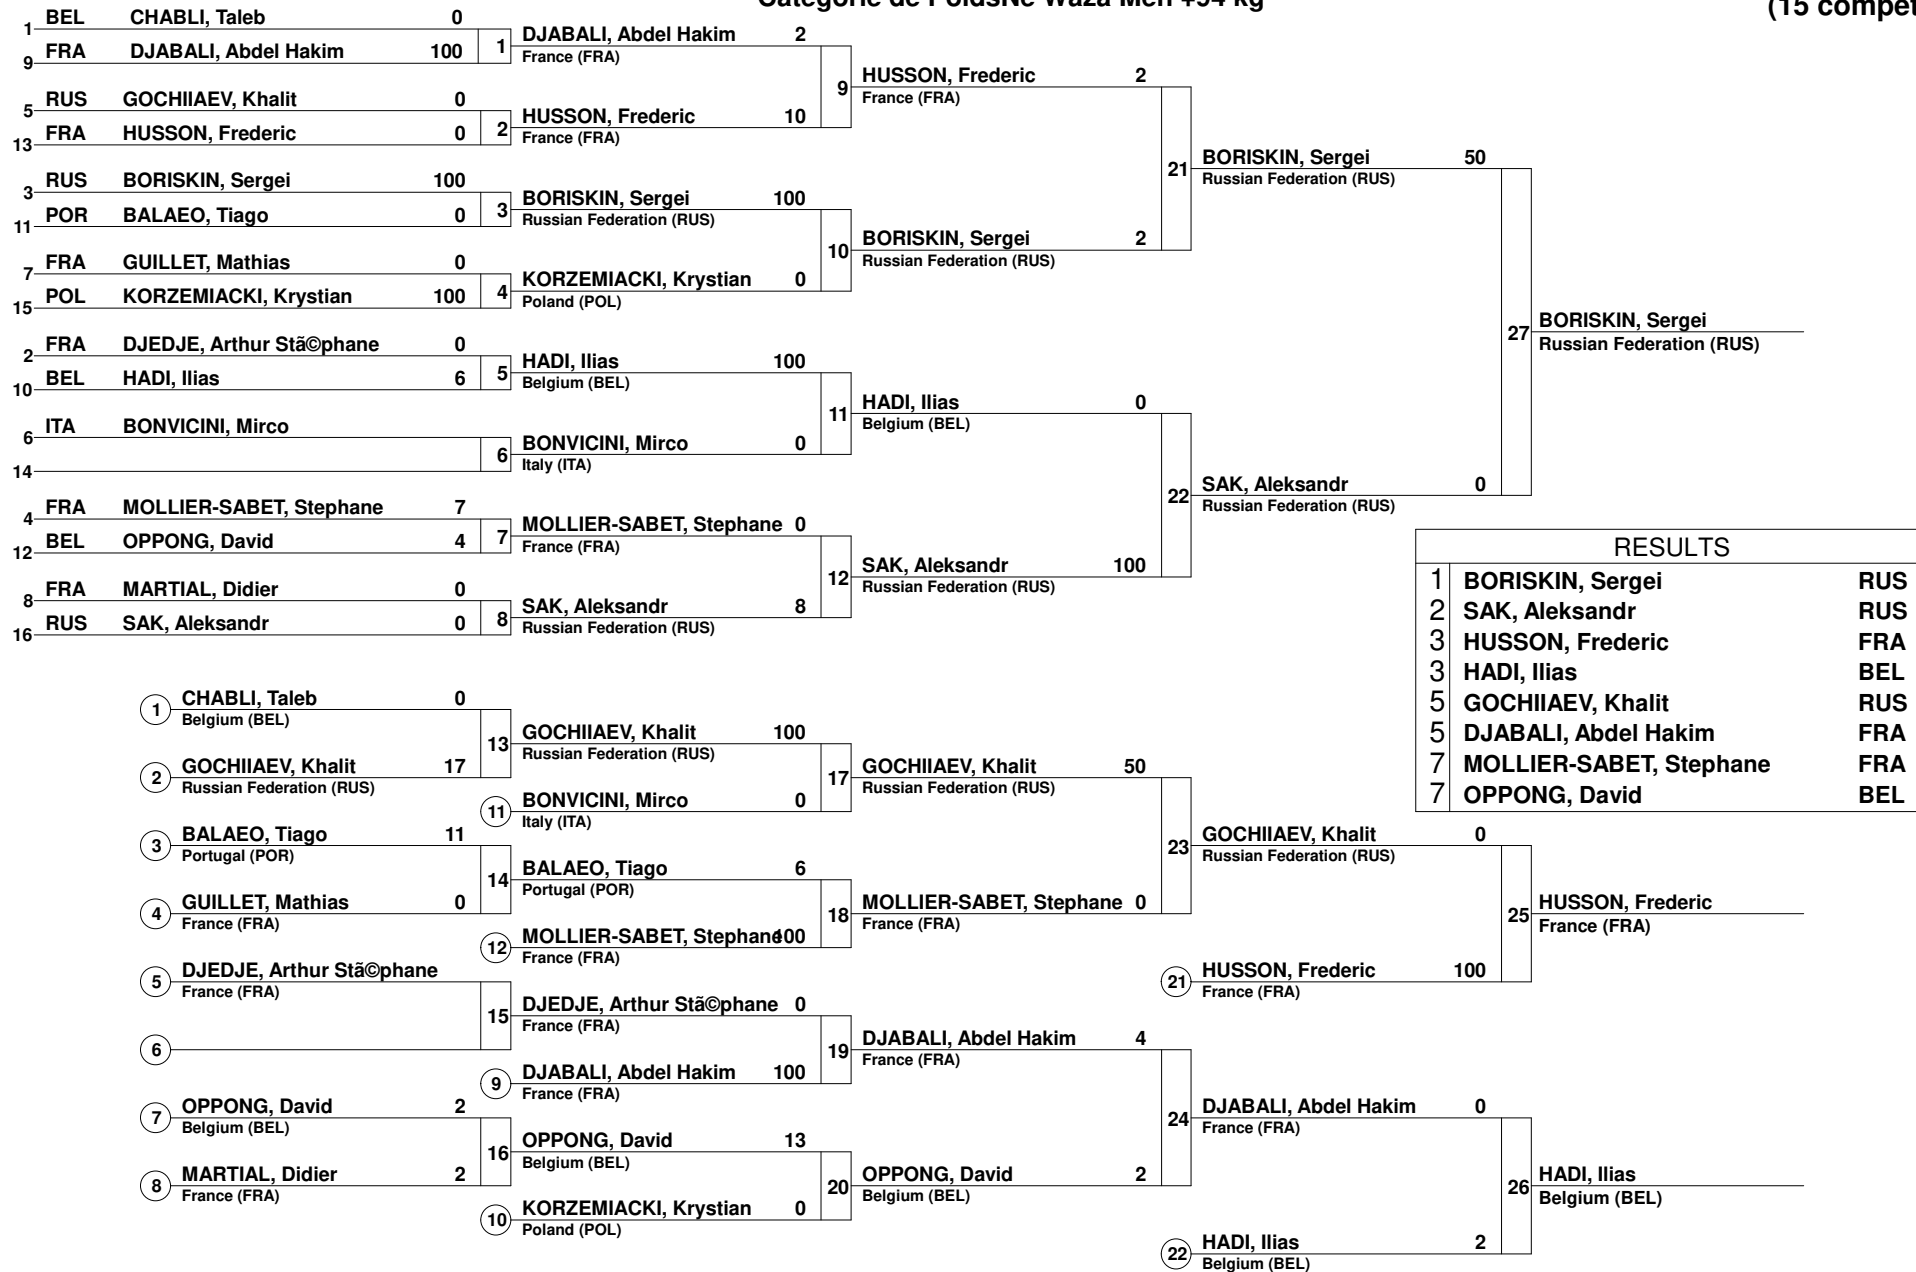 Catégorie de PoidsNe Waza Men +94 kg
(15 compet
1 BEL CHABLI, Taleb 0
9 FRA DJABALI, Abdel Hakim 100
1
5 RUS GOCHIIAEV, Khalit 0
13 FRA HUSSON, Frederic 0
2
3 RUS BORISKIN, Sergei 100
11 POR BALAEO, Tiago 0
3
7 FRA GUILLET, Mathias 0
15 POL KORZEMIACKI, Krystian 100
4
2 FRA DJEDJE, Arthur Stã©phane 0
10 BEL HADI, Ilias 6
5
6 ITA BONVICINI, Mirco
14
6
4 FRA MOLLIER-SABET, Stephane 7
12 BEL OPPONG, David 4
7
8 FRA MARTIAL, Didier 0
16 RUS SAK, Aleksandr 0
8
DJABALI, Abdel Hakim 2
France (FRA)
9
HUSSON, Frederic 10
France (FRA)
BORISKIN, Sergei 100
Russian Federation (RUS)
10
KORZEMIACKI, Krystian 0
Poland (POL)
HADI, Ilias 100
Belgium (BEL)
11
BONVICINI, Mirco 0
Italy (ITA)
MOLLIER-SABET, Stephane 0
France (FRA)
12
SAK, Aleksandr 8
Russian Federation (RUS)
HUSSON, Frederic 2
France (FRA)
21
BORISKIN, Sergei 2
Russian Federation (RUS)
HADI, Ilias 0
Belgium (BEL)
22
SAK, Aleksandr 100
Russian Federation (RUS)
BORISKIN, Sergei 50
Russian Federation (RUS)
27
SAK, Aleksandr 0
Russian Federation (RUS)
BORISKIN, Sergei
Russian Federation (RUS)
RESULTS
1 BORISKIN, Sergei RUS
2 SAK, Aleksandr RUS
3 HUSSON, Frederic FRA
3 HADI, Ilias BEL
5 GOCHIIAEV, Khalit RUS
5 DJABALI, Abdel Hakim FRA
7 MOLLIER-SABET, Stephane FRA
7 OPPONG, David BEL
1 CHABLI, Taleb 0
Belgium (BEL)
13
2 GOCHIIAEV, Khalit 17
Russian Federation (RUS)
3 BALAEO, Tiago 11
Portugal (POR)
14
4 GUILLET, Mathias 0
France (FRA)
5 DJEDJE, Arthur Stã©phane
France (FRA)
15
6
7 OPPONG, David 2
Belgium (BEL)
16
8 MARTIAL, Didier 2
France (FRA)
GOCHIIAEV, Khalit 100
Russian Federation (RUS)
17
11 BONVICINI, Mirco 0
Italy (ITA)
BALAEO, Tiago 6
Portugal (POR)
18
12 MOLLIER-SABET, Stephane 100
France (FRA)
DJEDJE, Arthur Stã©phane 0
France (FRA)
19
9 DJABALI, Abdel Hakim 100
France (FRA)
OPPONG, David 13
Belgium (BEL)
20
10 KORZEMIACKI, Krystian 0
Poland (POL)
GOCHIIAEV, Khalit 50
Russian Federation (RUS)
23
MOLLIER-SABET, Stephane 0
France (FRA)
DJABALI, Abdel Hakim 4
France (FRA)
24
OPPONG, David 2
Belgium (BEL)
GOCHIIAEV, Khalit 0
Russian Federation (RUS)
25
21 HUSSON, Frederic 100
France (FRA)
DJABALI, Abdel Hakim 0
France (FRA)
26
22 HADI, Ilias 2
Belgium (BEL)
HUSSON, Frederic
France (FRA)
HADI, Ilias
Belgium (BEL)